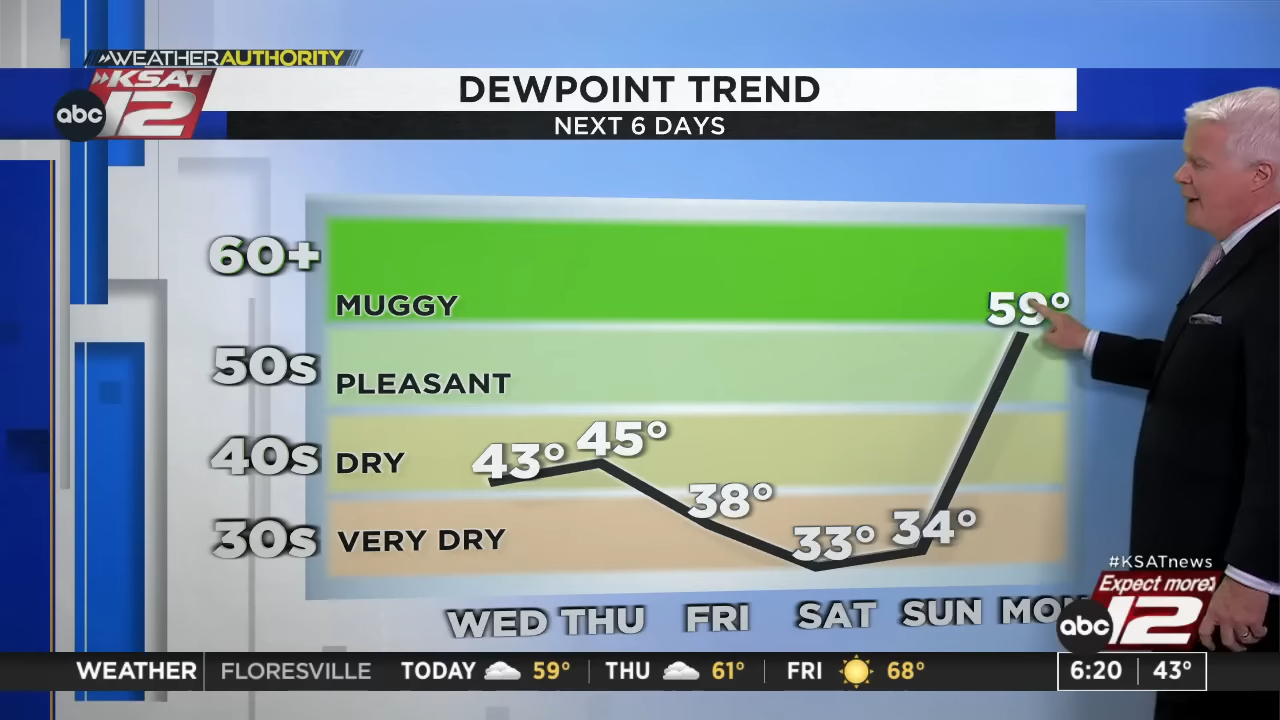 WEATHERAUTHORITY
KSAT
abc 12
DEWPOINT TREND
NEXT 6 DAYS
60+
MUGGY
59°
50s PLEASANT
40s DRY 43° 45°
38°
30s VERY DRY 33° 34°
WED THU FRI SAT SUN MON
#KSATnews
Expect more
abc 12
WEATHER FLORESVILLE TODAY 59° THU 61° FRI 68° 6:20 43°